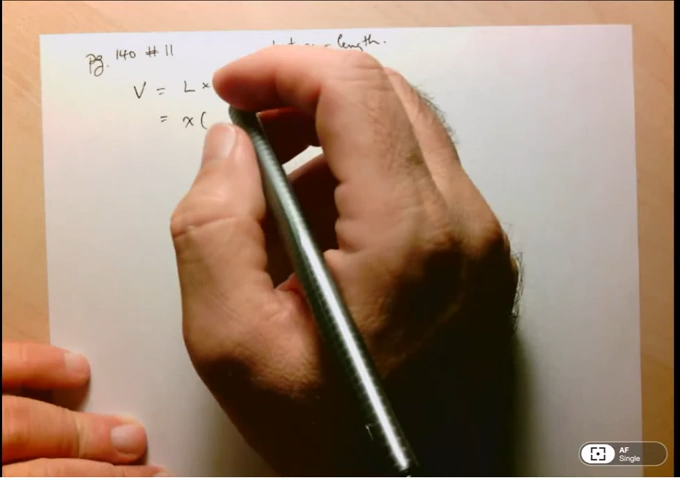 pg. 140 # 11 length.
V = L x
= x (
AF
Single